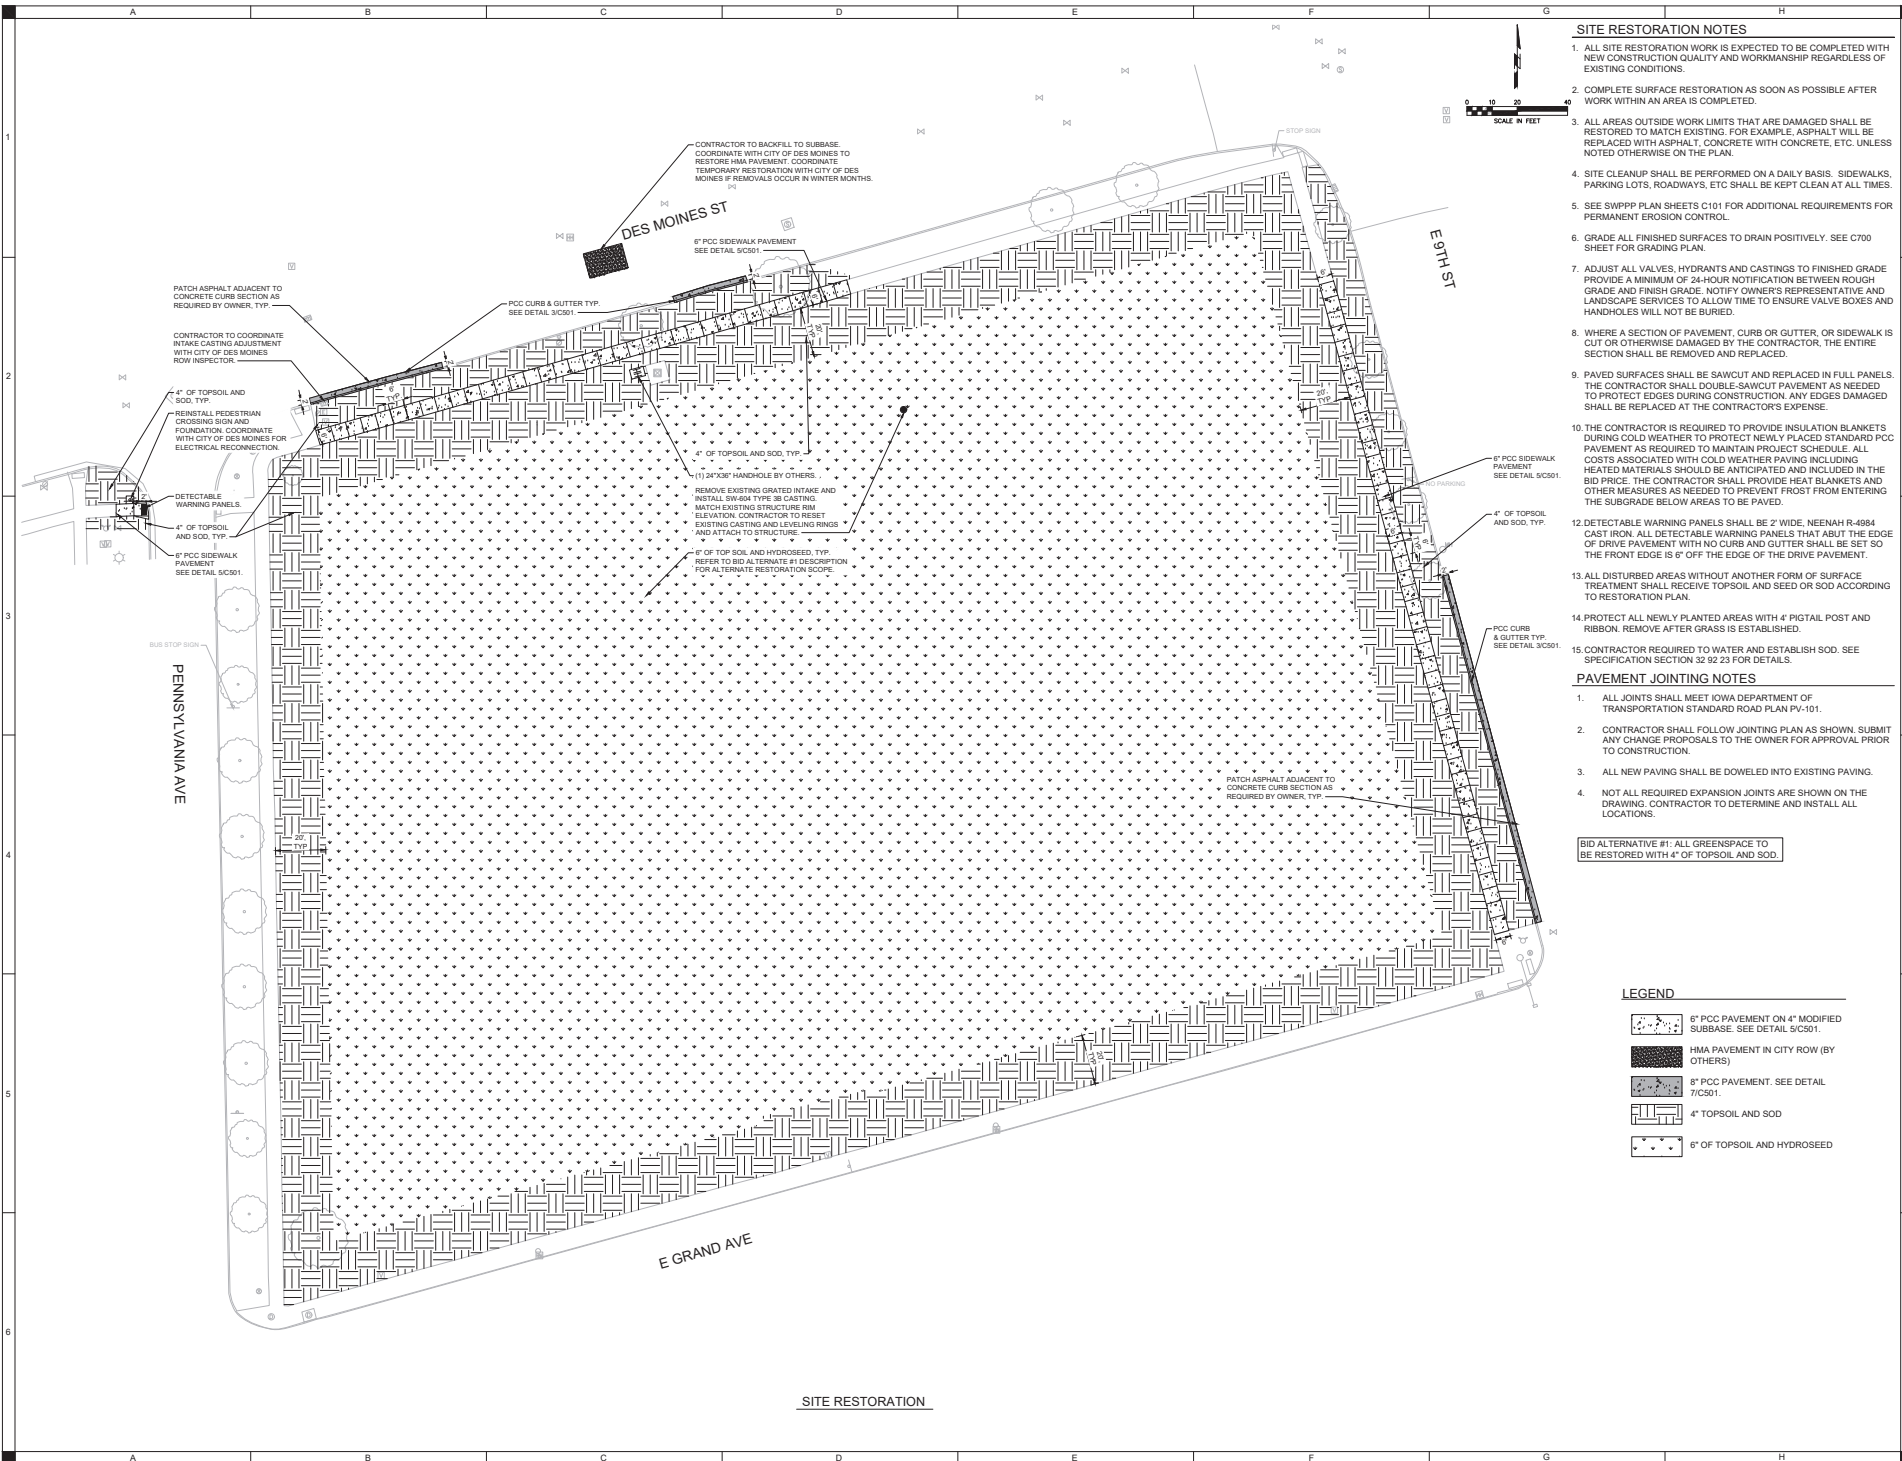 A B C D E F G H
1
2
3
4
5
6
SITE RESTORATION NOTES
1. ALL SITE RESTORATION WORK IS EXPECTED TO BE COMPLETED WITH
NEW CONSTRUCTION QUALITY AND WORKMANSHIP REGARDLESS OF
EXISTING CONDITIONS.
2. COMPLETE SURFACE RESTORATION AS SOON AS POSSIBLE AFTER
WORK WITHIN AN AREA IS COMPLETED.
3. ALL AREAS OUTSIDE WORK LIMITS THAT ARE DAMAGED SHALL BE
RESTORED TO MATCH EXISTING. FOR EXAMPLE, ASPHALT WILL BE
REPLACED WITH ASPHALT, CONCRETE WITH CONCRETE, ETC. UNLESS
NOTED OTHERWISE ON THE PLAN.
4. SITE CLEANUP SHALL BE PERFORMED ON A DAILY BASIS. SIDEWALKS,
PARKING LOTS, ROADWAYS, ETC SHALL BE KEPT CLEAN AT ALL TIMES.
5. SEE SWPPP PLAN SHEETS C101 FOR ADDITIONAL REQUIREMENTS FOR
PERMANENT EROSION CONTROL.
6. GRADE ALL FINISHED SURFACES TO DRAIN POSITIVELY. SEE C700
SHEET FOR GRADING PLAN.
7. ADJUST ALL VALVES, HYDRANTS AND CASTINGS TO FINISHED GRADE
PROVIDE A MINIMUM OF 24-HOUR NOTIFICATION BETWEEN ROUGH
GRADE AND FINISH GRADE. NOTIFY OWNER'S REPRESENTATIVE AND
LANDSCAPE SERVICES TO ALLOW TIME TO ENSURE VALVE BOXES AND
HANDHOLES WILL NOT BE BURIED.
8. WHERE A SECTION OF PAVEMENT, CURB OR GUTTER, OR SIDEWALK IS
CUT OR OTHERWISE DAMAGED BY THE CONTRACTOR, THE ENTIRE
SECTION SHALL BE REMOVED AND REPLACED.
9. PAVED SURFACES SHALL BE SAWCUT AND REPLACED IN FULL PANELS.
THE CONTRACTOR SHALL DOUBLE-SAWCUT PAVEMENT AS NEEDED
TO PROTECT EDGES DURING CONSTRUCTION. ANY EDGES DAMAGED
SHALL BE REPLACED AT THE CONTRACTOR'S EXPENSE.
10. THE CONTRACTOR IS REQUIRED TO PROVIDE INSULATION BLANKETS
DURING COLD WEATHER TO PROTECT NEWLY PLACED STANDARD PCC
PAVEMENT AS REQUIRED TO MAINTAIN PROJECT SCHEDULE. ALL
COSTS ASSOCIATED WITH COLD WEATHER PAVING INCLUDING
HEATED MATERIALS SHOULD BE ANTICIPATED AND INCLUDED IN THE
BID PRICE. THE CONTRACTOR SHALL PROVIDE HEAT BLANKETS AND
OTHER MEASURES AS NEEDED TO PREVENT FROST FROM ENTERING
THE SUBGRADE BELOW AREAS TO BE PAVED.
12. DETECTABLE WARNING PANELS SHALL BE 2' WIDE, NEENAH R-4984
CAST IRON. ALL DETECTABLE WARNING PANELS THAT ABUT THE EDGE
OF DRIVE PAVEMENT WITH NO CURB AND GUTTER SHALL BE SET SO
THE FRONT EDGE IS 6" OFF THE EDGE OF THE DRIVE PAVEMENT.
13. ALL DISTURBED AREAS WITHOUT ANOTHER FORM OF SURFACE
TREATMENT SHALL RECEIVE TOPSOIL AND SEED OR SOD ACCORDING
TO RESTORATION PLAN.
14. PROTECT ALL NEWLY PLANTED AREAS WITH 4' PIGTAIL POST AND
RIBBON. REMOVE AFTER GRASS IS ESTABLISHED.
15. CONTRACTOR REQUIRED TO WATER AND ESTABLISH SOD. SEE
SPECIFICATION SECTION 32 92 23 FOR DETAILS.
PAVEMENT JOINTING NOTES
1. ALL JOINTS SHALL MEET IOWA DEPARTMENT OF
TRANSPORTATION STANDARD ROAD PLAN PV-101.
2. CONTRACTOR SHALL FOLLOW JOINTING PLAN AS SHOWN. SUBMIT
ANY CHANGE PROPOSALS TO THE OWNER FOR APPROVAL PRIOR
TO CONSTRUCTION.
3. ALL NEW PAVING SHALL BE DOWELED INTO EXISTING PAVING.
4. NOT ALL REQUIRED EXPANSION JOINTS ARE SHOWN ON THE
DRAWING. CONTRACTOR TO DETERMINE AND INSTALL ALL
LOCATIONS.
BID ALTERNATIVE #1: ALL GREENSPACE TO
BE RESTORED WITH 4" OF TOPSOIL AND SOD.
LEGEND
6" PCC PAVEMENT ON 4" MODIFIED
SUBBASE. SEE DETAIL 5/C501.
HMA PAVEMENT IN CITY ROW (BY
OTHERS)
8" PCC PAVEMENT. SEE DETAIL
7/C501.
4" TOPSOIL AND SOD
6" OF TOPSOIL AND HYDROSEED
0 10 20 40
SCALE IN FEET
STOP SIGN
CONTRACTOR TO BACKFILL TO SUBBASE.
COORDINATE WITH CITY OF DES MOINES TO
RESTORE HMA PAVEMENT. COORDINATE
TEMPORARY RESTORATION WITH CITY OF DES
MOINES IF REMOVALS OCCUR IN WINTER MONTHS.
DES MOINES ST
6" PCC SIDEWALK PAVEMENT
SEE DETAIL 5/C501.
E 9TH ST
PATCH ASPHALT ADJACENT TO
CONCRETE CURB SECTION AS
REQUIRED BY OWNER, TYP.
PCC CURB & GUTTER TYP.
SEE DETAIL 3/C501.
CONTRACTOR TO COORDINATE
INTAKE CASTING ADJUSTMENT
WITH CITY OF DES MOINES
ROW INSPECTOR.
4" OF TOPSOIL AND
SOD, TYP.
REINSTALL PEDESTRIAN
CROSSING SIGN AND
FOUNDATION. COORDINATE
WITH CITY OF DES MOINES FOR
ELECTRICAL RECONNECTION.
DETECTABLE
WARNING PANELS.
4" OF TOPSOIL
AND SOD, TYP.
6" PCC SIDEWALK
PAVEMENT
SEE DETAIL 5/C501.
4" OF TOPSOIL AND SOD, TYP.
(1) 24"X36" HANDHOLE BY OTHERS.
REMOVE EXISTING GRATED INTAKE AND
INSTALL SW-604 TYPE 3B CASTING.
MATCH EXISTING STRUCTURE RIM
ELEVATION. CONTRACTOR TO RESET
EXISTING CASTING AND LEVELING RINGS
AND ATTACH TO STRUCTURE.
6" OF TOP SOIL AND HYDROSEED, TYP.
REFER TO BID ALTERNATE #1 DESCRIPTION
FOR ALTERNATE RESTORATION SCOPE.
6" PCC SIDEWALK
PAVEMENT
SEE DETAIL 5/C501.
NO PARKING
4" OF TOPSOIL
AND SOD, TYP.
PCC CURB
& GUTTER TYP.
SEE DETAIL 3/C501.
BUS STOP SIGN
PENNSYLVANIA AVE
PATCH ASPHALT ADJACENT TO
CONCRETE CURB SECTION AS
REQUIRED BY OWNER, TYP.
20',
TYP
20',
TYP
20',
TYP
20',
TYP
6'
TYP
6'
TYP
E GRAND AVE
SITE RESTORATION
A B C D E F G H